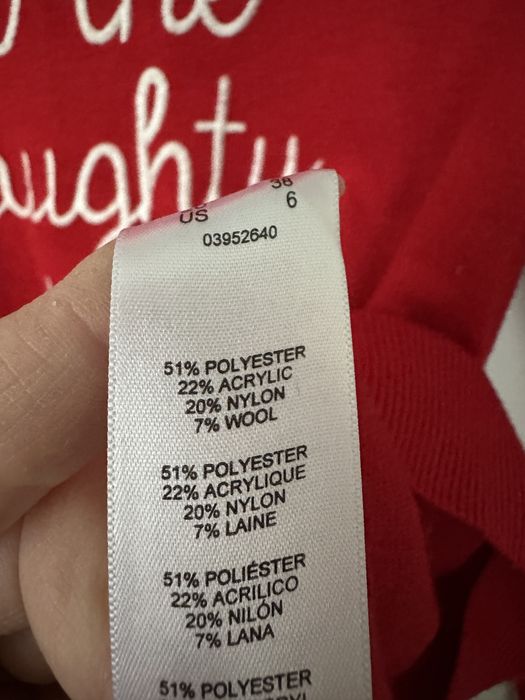 the
US 38
6
03952640
51% POLYESTER
22% ACRYLIC
20% NYLON
7% WOOL
51% POLYESTER
22% ACRYLIQUE
20% NYLON
7% LAINE
51% POLIÉSTER
22% ACRILICO
20% NILÓN
7% LANA
51% POLYESTER